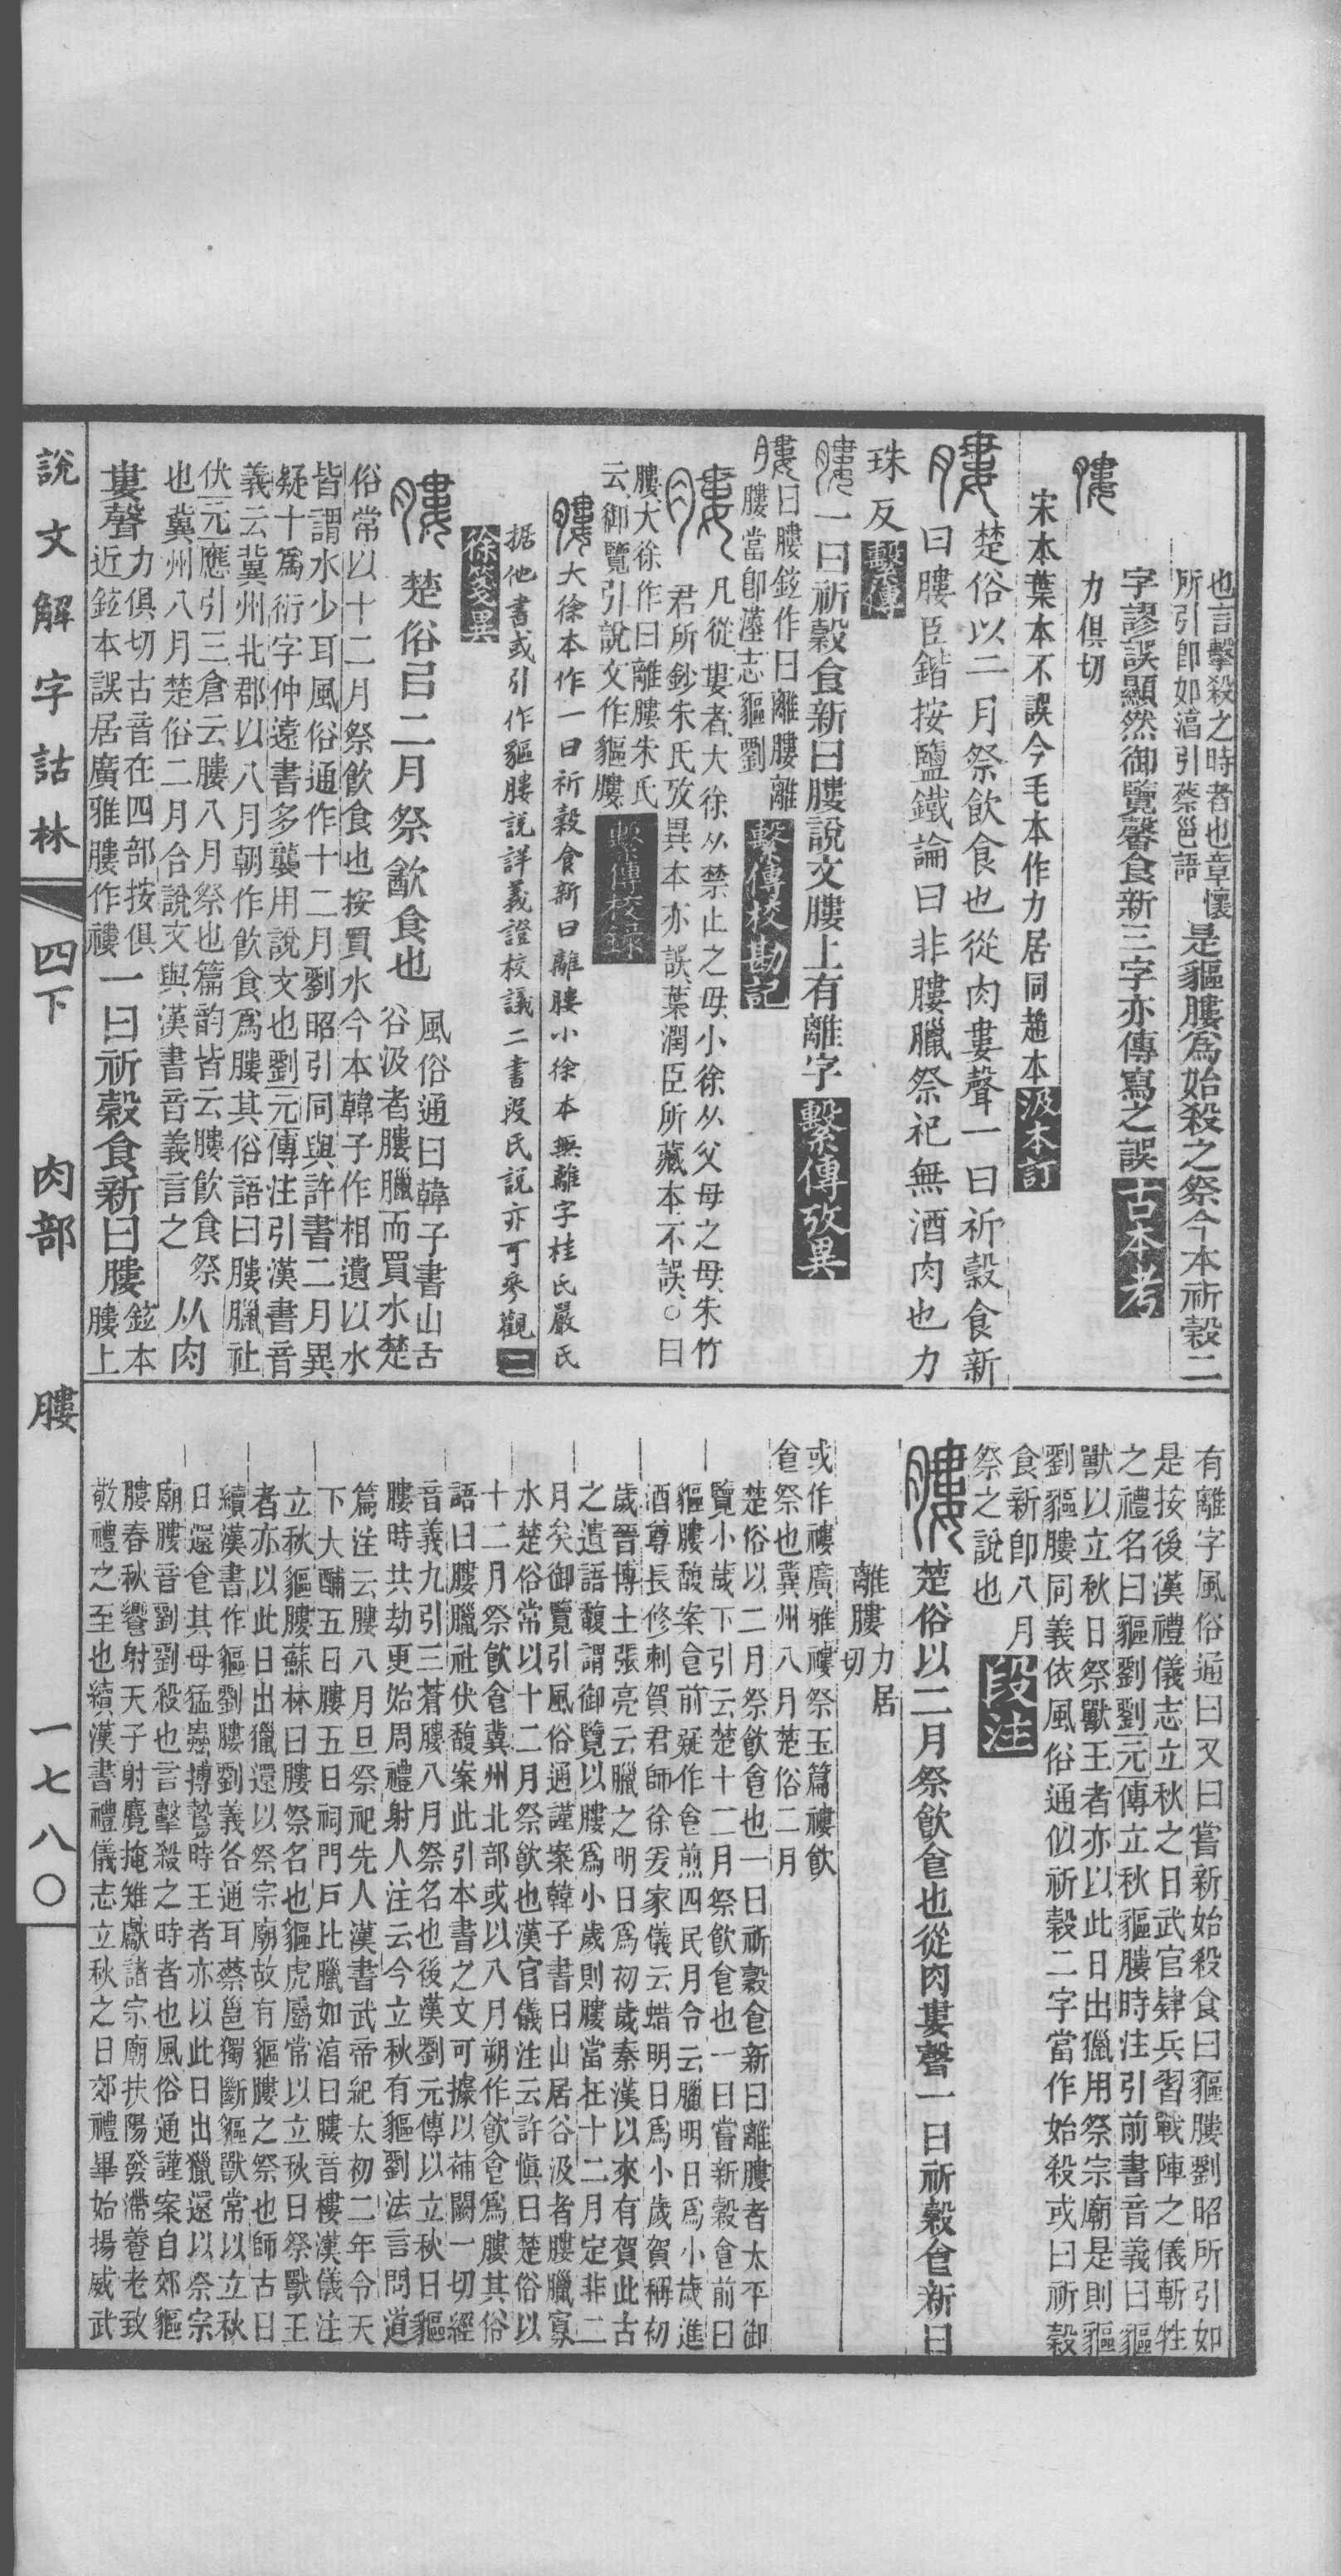 也言擊殺之時者也章懷
所引卽如湻引蔡邕語
是貙膢爲始殺之祭今本祈穀二
字謬誤顯然御覽馨食新三字亦傳寫之誤 古本考
膢
力俱切
宋本葉本不誤今毛本作力居同趙本 汲本訂
膢 楚俗以二月祭飮食也從肉婁聲一曰祈穀食新
曰膢臣鍇按鹽鐵論曰非膢臘祭祀無酒肉也力
珠反 繫傳
膢一曰祈穀食新曰膢說文膢上有離字 繫傳攷異
膢曰膢鉉作曰離膢離
膢當卽漢志貙劉 繫傳校勘記
膢 凡從婁者大徐从禁止之毋小徐从父母之母朱竹
君所鈔朱氏攷異本亦誤葉潤臣所藏本不誤○曰
膢大徐作曰離膢朱氏
云御覽引說文作貙膢 繫傳校錄
膢大徐本作一曰祈穀食新曰離膢小徐本無離字桂氏嚴氏
据他書或引作貙膢說詳義證校議二書段氏說亦可參觀 二
徐箋異
膢 楚俗㠯二月祭飮食也
風俗通曰韓子書山古
谷汲者膢臘而買水楚
俗常以十二月祭飮食也按買水今本韓子作相遺以水
皆謂水少耳風俗通作十二月劉昭引同與許書二月異
疑十爲衍字仲遠書多襲用說文也劉元傳注引漢書音
義云冀州北郡以八月朝作飮食爲膢其俗語曰膢臘社
伏元應引三倉云膢八月祭也篇韵皆云膢飮食祭
也冀州八月楚俗二月合說文與漢書音義言之
从肉
婁聲
力俱切古音在四部按俱
近鉉本誤居廣雅膢作䄛
一曰祈穀食新曰膢
鉉本
膢上
有離字風俗通曰又曰嘗新始殺食曰貙膢劉昭所引如
是按後漢禮儀志立秋之日武官肄兵習戰陣之儀斬牲
之禮名曰貙劉劉元傳立秋貙膢時注引前書音義曰貙
獸以立秋日祭獸王者亦以此日出獵用祭宗廟是則貙
劉貙膢同義依風俗通似祈穀二字當作始殺或曰祈穀
食新卽八月
祭之說也 段注
膢楚俗以二月祭飮食也從肉婁聲一曰祈穀食新曰
離膢
力居
切
或作䄛廣雅䄛祭玉篇䄛飮
食祭也冀州八月楚俗二月
楚俗以二月祭飮食也一曰祈穀食新曰離膢者太平御
覽小歲下引云楚十二月祭飮食也一曰嘗新穀食前曰
貙膢馥案食前疑作食煎四民月令云臘明日爲小歲進
酒尊長修刺賀君師徐爰家儀云蜡明日爲小歲賀稱初
歲晉博士張亮云臘之明日爲初歲秦漢以來有賀此古
之遺語馥謂御覽以膢爲小歲則膢當在十二月定非二
月矣御覽引風俗通謹案韓子書曰山居谷汲者膢臘寡
水楚俗常以十二月祭飮也漢官儀注云許愼曰楚俗以
十二月祭飮食冀州北部或以八月朔作飮食爲膢其俗
語曰膢臘社伏馥案此引本書之文可據以補闕一切經
音義九引三蒼膢八月祭名也後漢劉元傳以立秋日貙
膢時共劫更始周禮射人注云今立秋有貙劉法言問道
篇注云膢八月旦祭祀先人漢書武帝紀太初二年令天
下大酺五日膢五日祠門戸比臘如湻曰膢音樓漢儀注
立秋貙膢蘇林曰膢祭名也貙虎屬常以立秋日祭獸王
者亦以此日出獵還以祭宗廟故有貙膢之祭也師古曰
續漢書作貙劉膢劉義各通耳蔡邕獨斷貙獸常以立秋
日還食其母猛蟲搏鷙時王者亦以此日出獵還以祭宗
廟膢音劉劉殺也言擊殺之時者也風俗通謹案自郊貙
膢春秋饗射天子射麑掩雉獻諸宗廟扶陽發滯養老致
敬禮之至也續漢書禮儀志立秋之日郊禮畢始揚威武
說文解字詁林 四下 肉部 膢 一七八〇